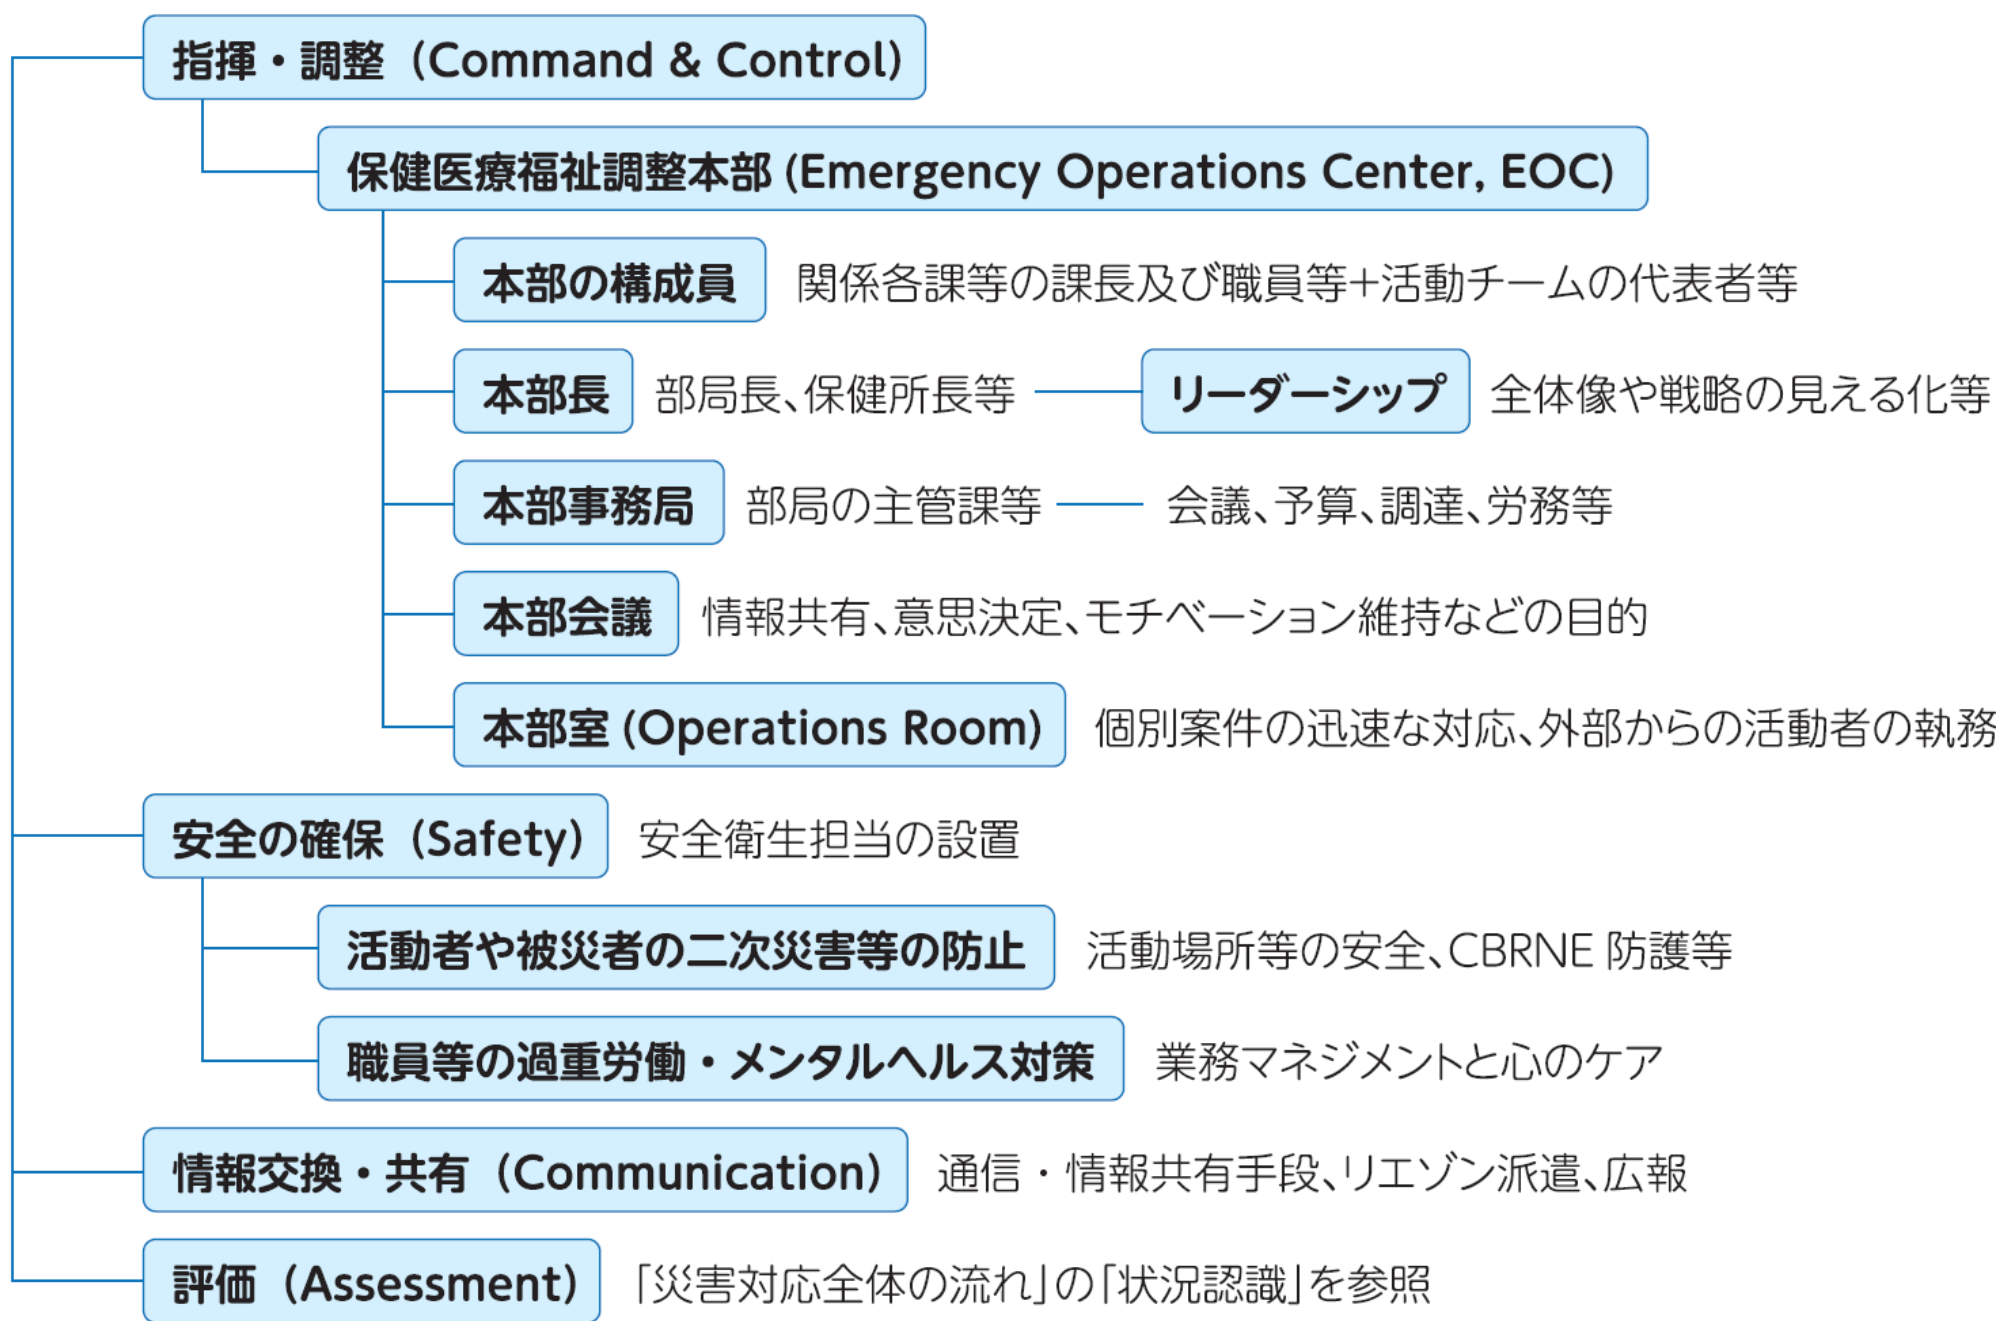 指揮・調整（Command & Control）
保健医療福祉調整本部 (Emergency Operations Center, EOC)
本部の構成員 関係各課等の課長及び職員等＋活動チームの代表者等
本部長 部局長、保健所長等 リーダーシップ 全体像や戦略の見える化等
本部事務局 部局の主管課等 会議、予算、調達、労務等
本部会議 情報共有、意思決定、モチベーション維持などの目的
本部室 (Operations Room) 個別案件の迅速な対応、外部からの活動者の執務
安全の確保（Safety） 安全衛生担当の設置
活動者や被災者の二次災害等の防止 活動場所等の安全、CBRNE 防護等
職員等の過重労働・メンタルヘルス対策 業務マネジメントと心のケア
情報交換・共有（Communication） 通信・情報共有手段、リエゾン派遣、広報
評価（Assessment） 「災害対応全体の流れ」の「状況認識」を参照